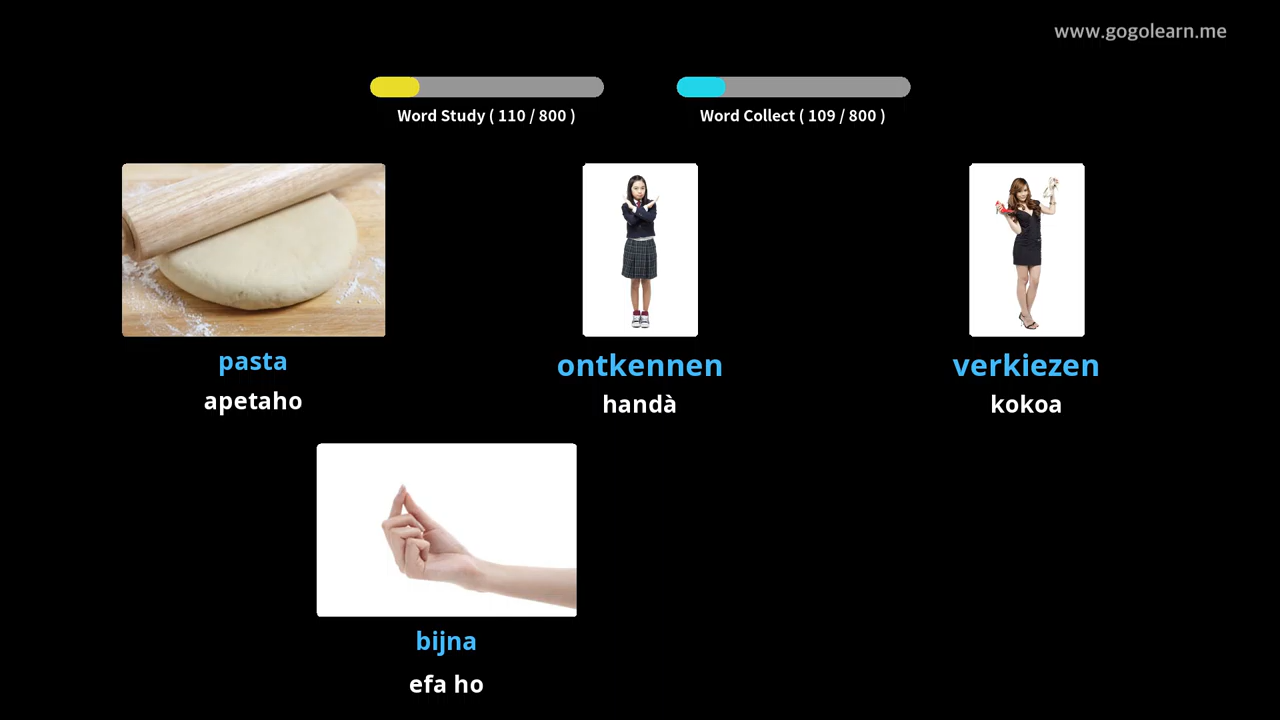 www.gogolearn.me
Word Study ( 110 / 800 )
Word Collect ( 109 / 800 )
pasta
apetaho
ontkennen
handà
verkiezen
kokoa
bijna
efa ho